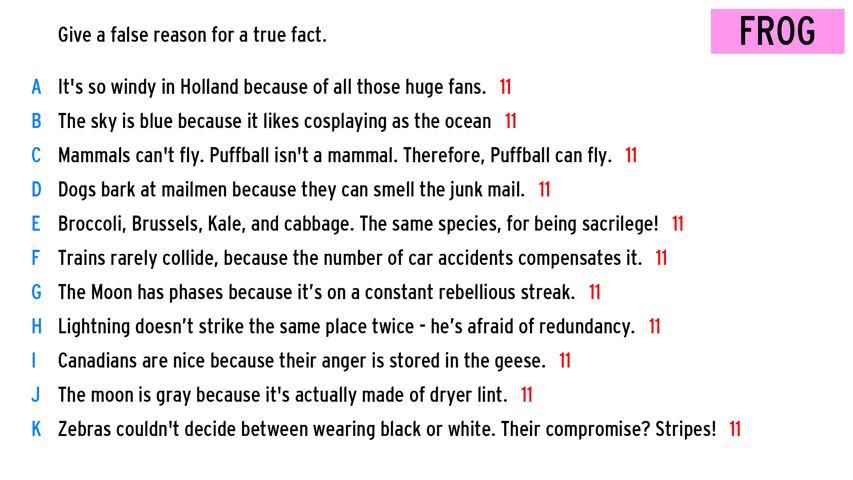 Give a false reason for a true fact.
FROG
A It's so windy in Holland because of all those huge fans. 11
B The sky is blue because it likes cosplaying as the ocean 11
C Mammals can't fly. Puffball isn't a mammal. Therefore, Puffball can fly. 11
D Dogs bark at mailmen because they can smell the junk mail. 11
E Broccoli, Brussels, Kale, and cabbage. The same species, for being sacrilege! 11
F Trains rarely collide, because the number of car accidents compensates it. 11
G The Moon has phases because it’s on a constant rebellious streak. 11
H Lightning doesn’t strike the same place twice - he’s afraid of redundancy. 11
I Canadians are nice because their anger is stored in the geese. 11
J The moon is gray because it's actually made of dryer lint. 11
K Zebras couldn't decide between wearing black or white. Their compromise? Stripes! 11